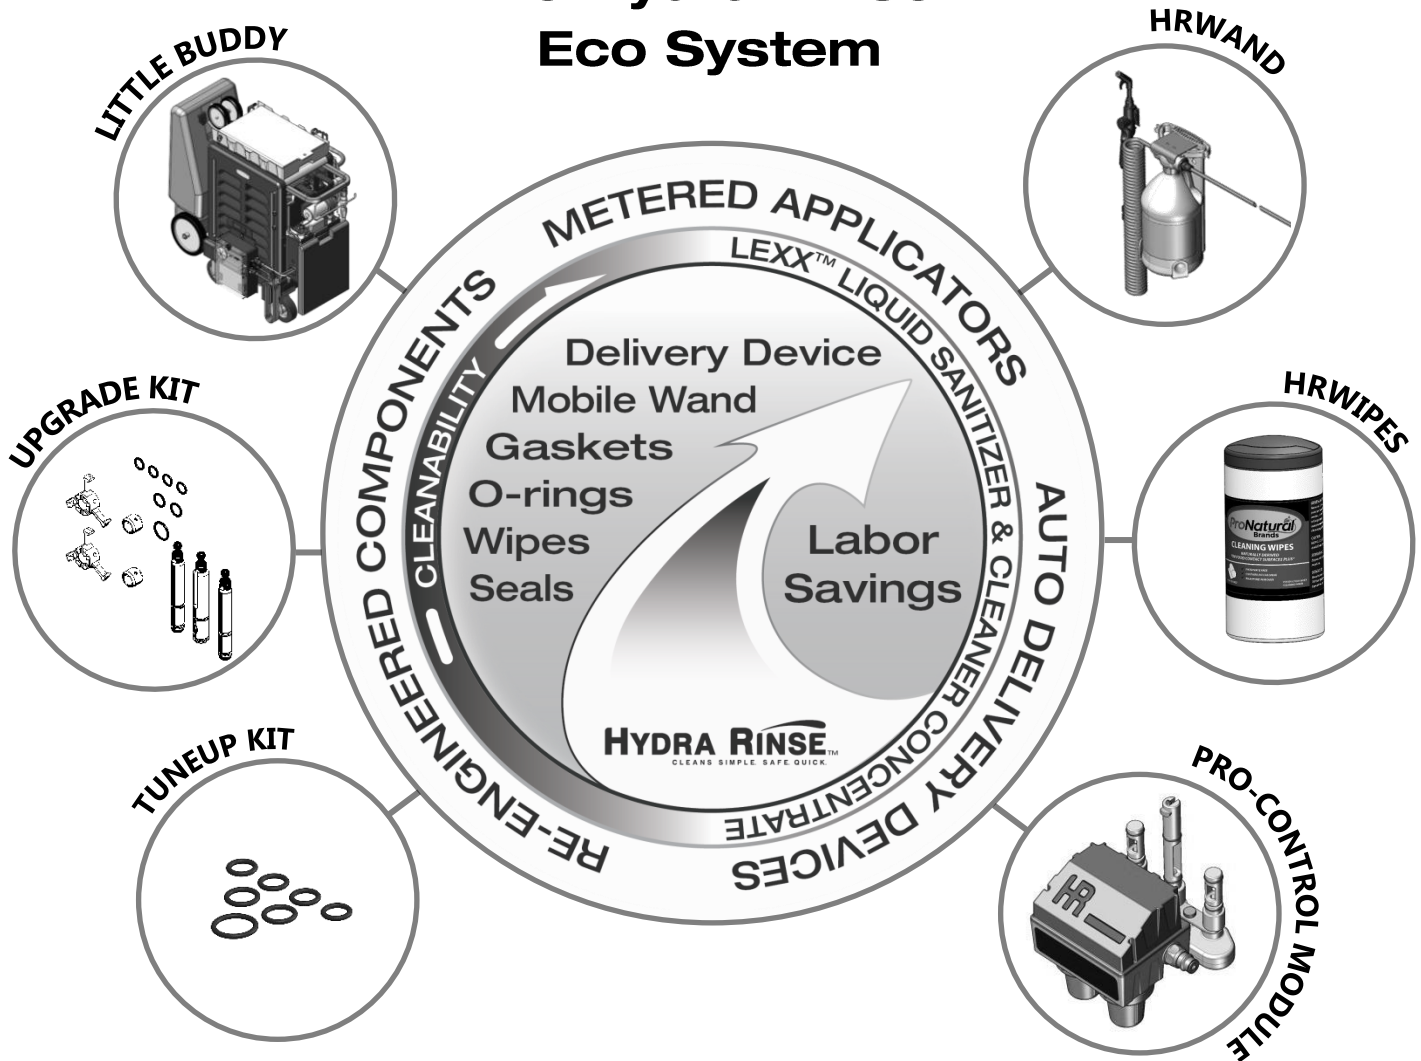 Eco System
LITTLE BUDDY
HRWAND
UPGRADE KIT
HRWIPES
TUNEUP KIT
PRO-CONTROL MODULE
METERED APPLICATORS
AUTO DELIVERY DEVICES
RE-ENGINEERED COMPONENTS
LEXX™ LIQUID SANITIZER & CLEANER CONCENTRATE
CLEANABILITY
Delivery Device
Mobile Wand
Gaskets
O-rings
Wipes
Seals
Labor
Savings
HYDRA RINSE™
CLEANS SIMPLE. SAFE. QUICK.
ProNatural
Brands
CLEANING WIPES
HR